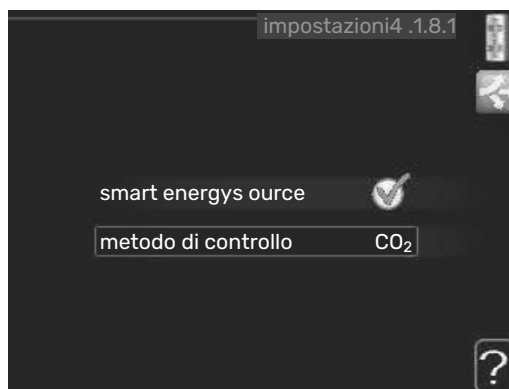 impostazioni4 .1.8.1
smart energys ource
metodo di controllo CO₂
?